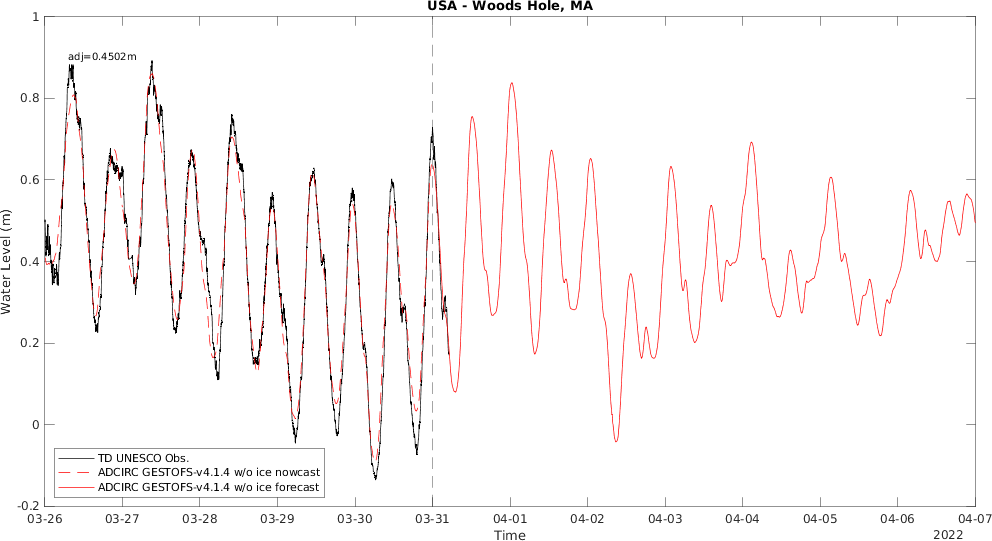 USA - Woods Hole, MA
adj=0.4502m
1
0.8
0.6
0.4
0.2
0
-0.2
Water Level (m)
TD UNESCO Obs.
ADCIRC GESTOFS-v4.1.4 w/o ice nowcast
ADCIRC GESTOFS-v4.1.4 w/o ice forecast
03-26 03-27 03-28 03-29 03-30 03-31 04-01 04-02 04-03 04-04 04-05 04-06 04-07
Time
2022